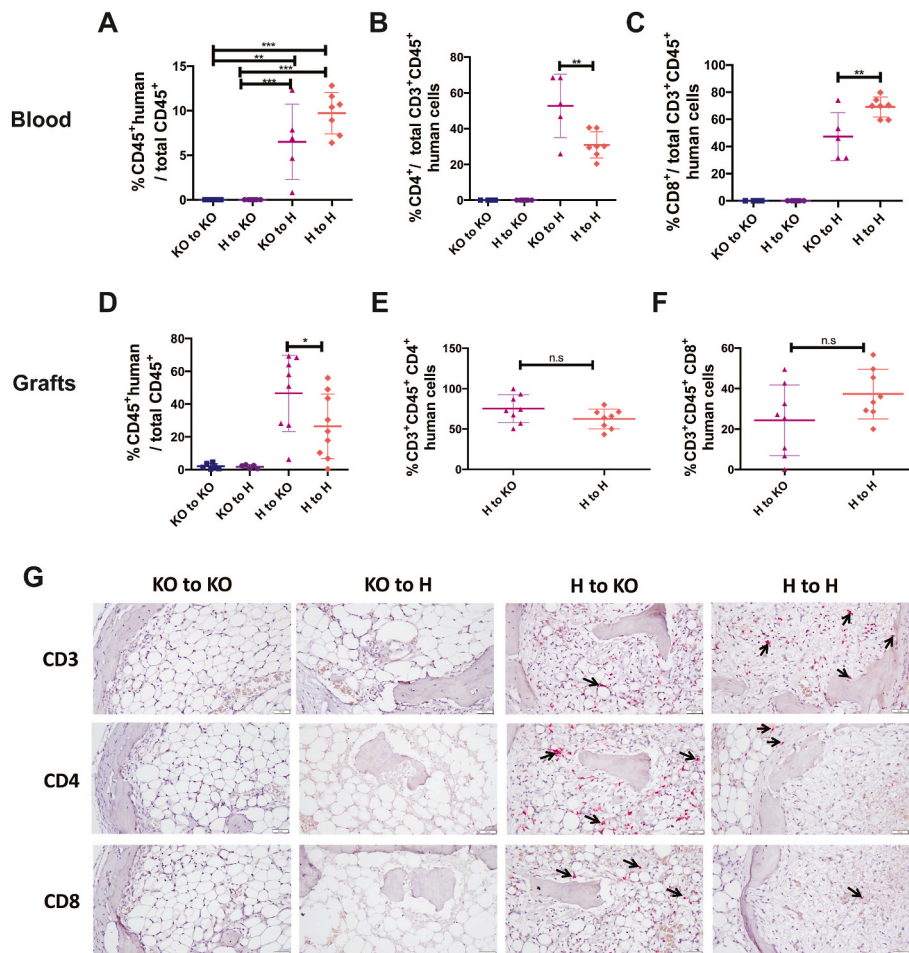 A
B
C
Blood
%CD45+human
/ total CD45+
15
10
5
0
***
**
***
***
KO to KO
H to KO
KO to H
H to H
%CD4+/ total CD3+CD45+
human cells
80
60
40
20
0
**
KO to KO
H to KO
KO to H
H to H
%CD8+/ total CD3+CD45+
human cells
100
80
60
40
20
0
**
KO to KO
H to KO
KO to H
H to H
D
E
F
Grafts
%CD45+human
/ total CD45+
60
40
20
0
*
KO to KO
KO to H
H to KO
H to H
%CD3+CD45+ CD4+
human cells
150
100
75
50
0
n.s
H to KO
H to H
%CD3+CD45+ CD8+
human cells
60
40
20
0
n.s
H to KO
H to H
G
KO to KO
KO to H
H to KO
H to H
CD3
CD4
CD8